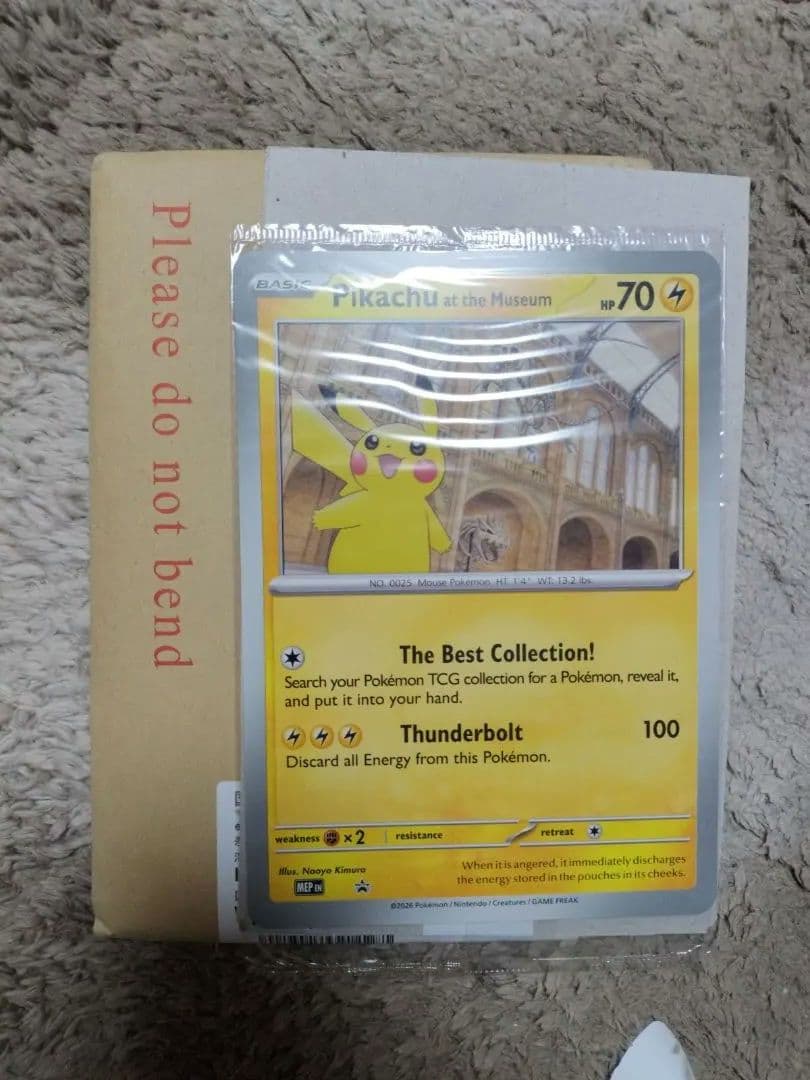 Please do not bend
BASIC Pikachu at the Museum HP 70
NO. 0025 Mouse Pokémon HT: 1'4" WT: 13.2 lbs.
The Best Collection!
Search your Pokémon TCG collection for a Pokémon, reveal it,
and put it into your hand.
Thunderbolt 100
Discard all Energy from this Pokémon.
weakness ×2 resistance retreat
Illus. Naoyo Kimura
When it is angered, it immediately discharges
the energy stored in the pouches in its cheeks.
MEP EN
©2026 Pokémon / Nintendo / Creatures / GAME FREAK